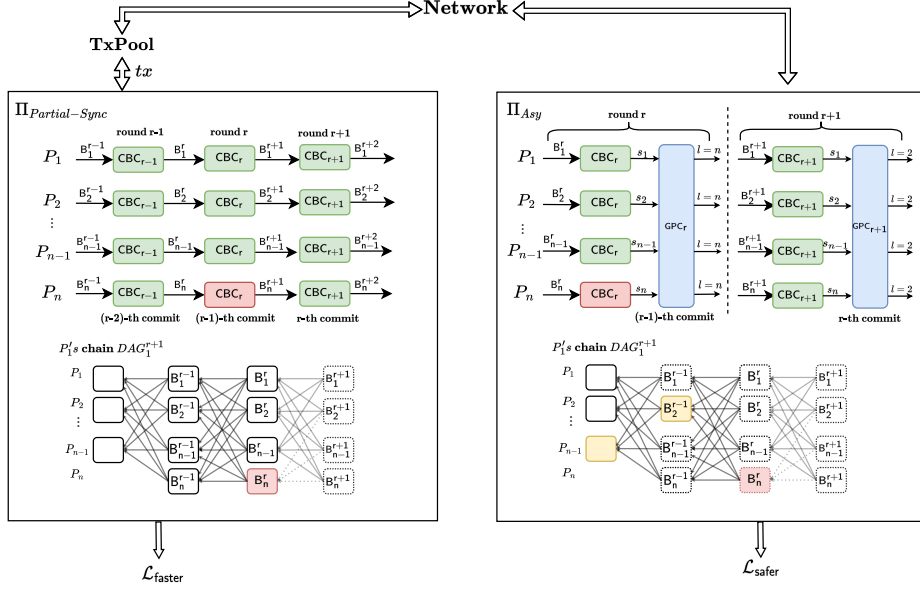 Network
TxPool
tx
Π_{Partial−Sync}
round r-1 round r round r+1
P_1 B_1^{r-1} CBC_{r-1} B_1^r CBC_r B_1^{r+1} CBC_{r+1} B_1^{r+2}
P_2 B_2^{r-1} CBC_{r-1} B_2^r CBC_r B_2^{r+1} CBC_{r+1} B_2^{r+2}
⋮
P_{n−1} B_{n-1}^{r-1} CBC_{r-1} B_{n-1}^r CBC_r B_{n-1}^{r+1} CBC_{r+1} B_{n-1}^{r+2}
P_n B_n^{r-1} CBC_{r-1} B_n^r CBC_r B_n^{r+1} CBC_{r+1} B_n^{r+2}
(r-2)-th commit (r-1)-th commit r-th commit
P_1's chain DAG_1^{r+1}
P_1 B_1^{r-1} B_1^r B_1^{r+1}
P_2 B_2^{r-1} B_2^r B_2^{r+1}
⋮
P_{n−1} B_{n-1}^{r-1} B_{n-1}^r B_{n-1}^{r+1}
P_n B_n^{r-1} B_n^r B_n^{r+1}
ℒ_{faster}
Π_{Asy}
round r round r+1
P_1 B_1^r CBC_r s_1 l = n B_1^{r+1} CBC_{r+1} s_1 l = 2
P_2 B_2^r CBC_r s_2 l = n B_2^{r+1} CBC_{r+1} s_2 l = 2
⋮
GPC_r GPC_{r+1}
P_{n−1} B_{n-1}^r CBC_r s_{n−1} l = n B_{n-1}^{r+1} CBC_{r+1} s_{n−1} l = 2
P_n B_n^r CBC_r s_n l = n B_n^{r+1} CBC_{r+1} s_n l = 2
(r-1)-th commit r-th commit
P_1's chain DAG_1^{r+1}
P_1 B_1^{r-1} B_1^r B_1^{r+1}
P_2 B_2^{r-1} B_2^r B_2^{r+1}
⋮
P_{n−1} B_{n-1}^{r-1} B_{n-1}^r B_{n-1}^{r+1}
P_n B_n^{r-1} B_n^r B_n^{r+1}
ℒ_{safer}